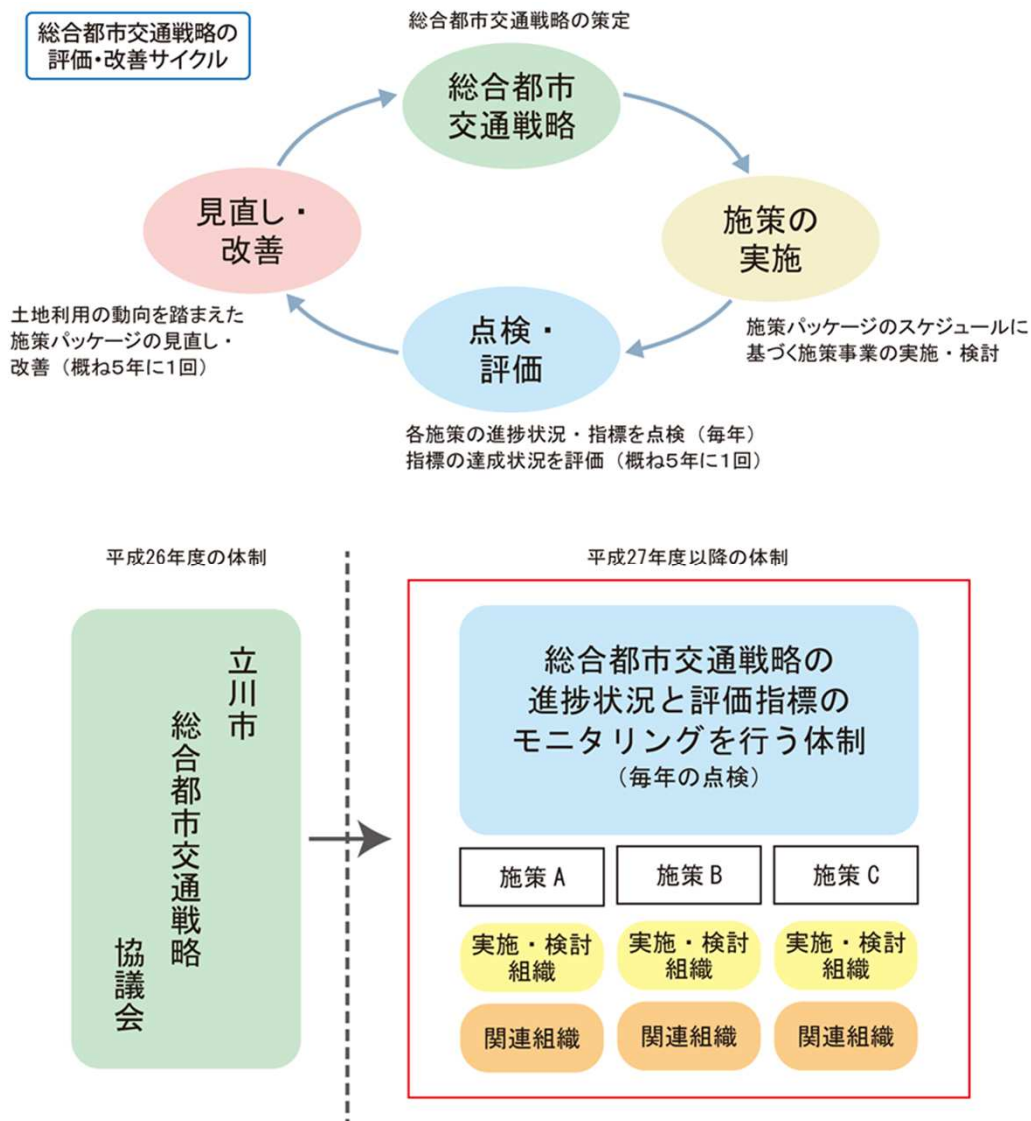 総合都市交通戦略の
評価・改善サイクル
総合都市交通戦略の策定
総合都市
交通戦略
見直し・
改善
施策の
実施
点検・
評価
土地利用の動向を踏まえた
施策パッケージの見直し・
改善（概ね5年に1回）
施策パッケージのスケジュールに
基づく施策事業の実施・検討
各施策の進捗状況・指標を点検（毎年）
指標の達成状況を評価（概ね5年に1回）
平成26年度の体制
平成27年度以降の体制
立川市
総合都市交通戦略
協議会
総合都市交通戦略の
進捗状況と評価指標の
モニタリングを行う体制
（毎年の点検）
施策A
施策B
施策C
実施・検討
組織
実施・検討
組織
実施・検討
組織
関連組織
関連組織
関連組織